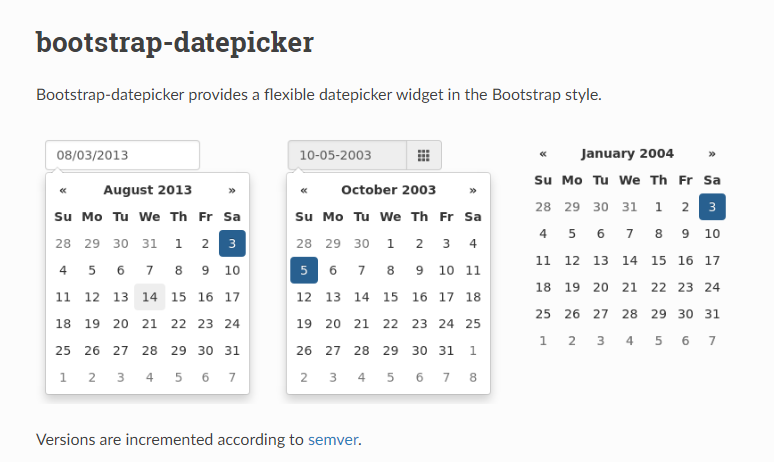 bootstrap-datepicker
Bootstrap-datepicker provides a flexible datepicker widget in the Bootstrap style.
08/03/2013
« August 2013 »
Su Mo Tu We Th Fr Sa
28 29 30 31 1 2 3
4 5 6 7 8 9 10
11 12 13 14 15 16 17
18 19 20 21 22 23 24
25 26 27 28 29 30 31
1 2 3 4 5 6 7
10-05-2003
« October 2003 »
Su Mo Tu We Th Fr Sa
28 29 30 1 2 3 4
5 6 7 8 9 10 11
12 13 14 15 16 17 18
19 20 21 22 23 24 25
26 27 28 29 30 31 1
2 3 4 5 6 7 8
« January 2004 »
Su Mo Tu We Th Fr Sa
28 29 30 31 1 2 3
4 5 6 7 8 9 10
11 12 13 14 15 16 17
18 19 20 21 22 23 24
25 26 27 28 29 30 31
1 2 3 4 5 6 7
Versions are incremented according to semver.